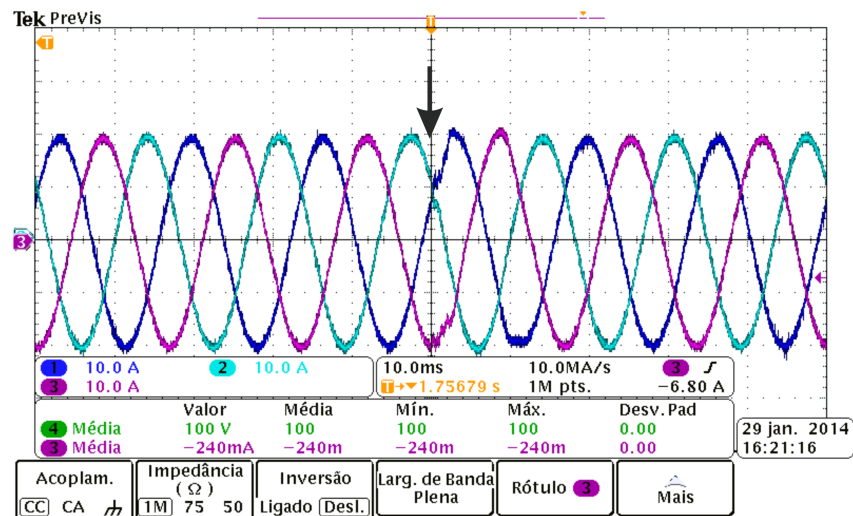 Tek PreVis
T
T
3
1 10.0 A 2 10.0 A
3 10.0 A
10.0ms 10.0MA/s 3
T→▼1.75679 s 1M pts. −6.80 A
Valor Média Mín. Máx. Desv. Pad
4 Média 100 V 100 100 100 0.00
3 Média −240mA −240m −240m −240m 0.00
29 jan. 2014
16:21:16
Acoplam.
CC CA
Impedância
(Ω)
1M 75 50
Inversão
Ligado Desl.
Larg. de Banda
Plena
Rótulo 3
Mais